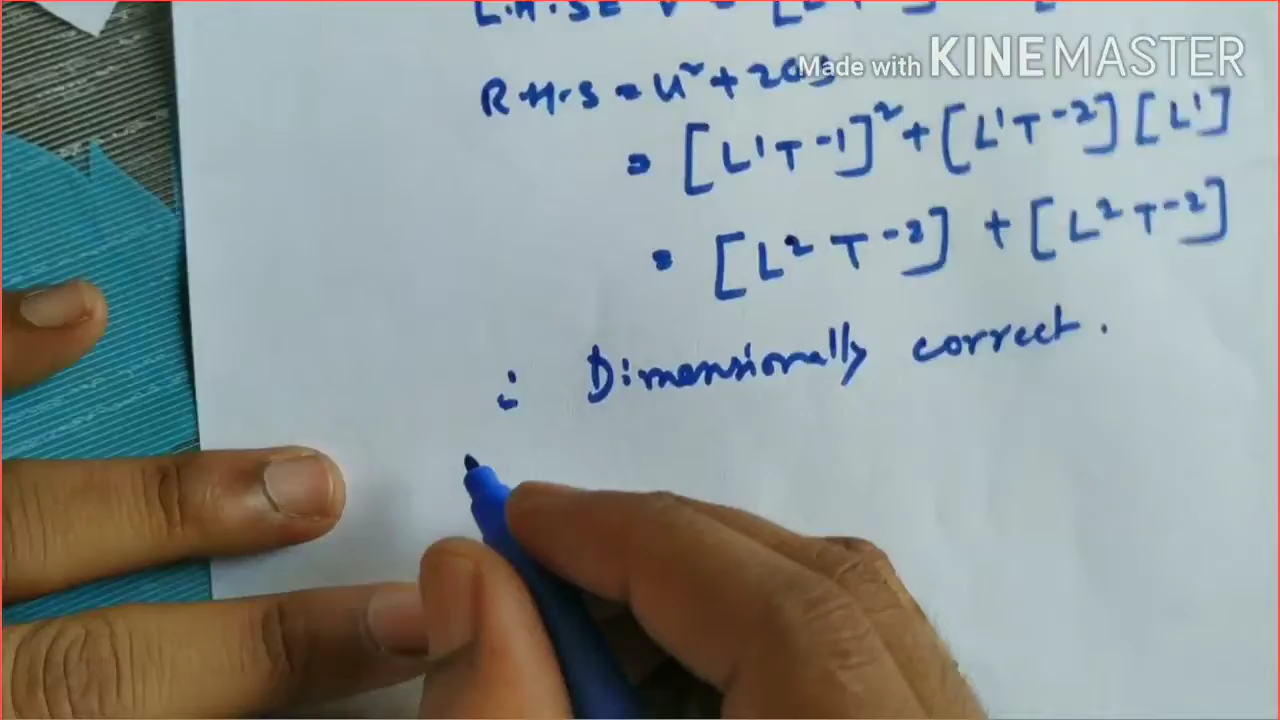 R.H.S = u² + 2as
Made with KINEMASTER
= [L¹T⁻¹]² + [L¹T⁻²] [L¹]
= [L²T⁻²] + [L²T⁻²]
∴ Dimensionally correct.